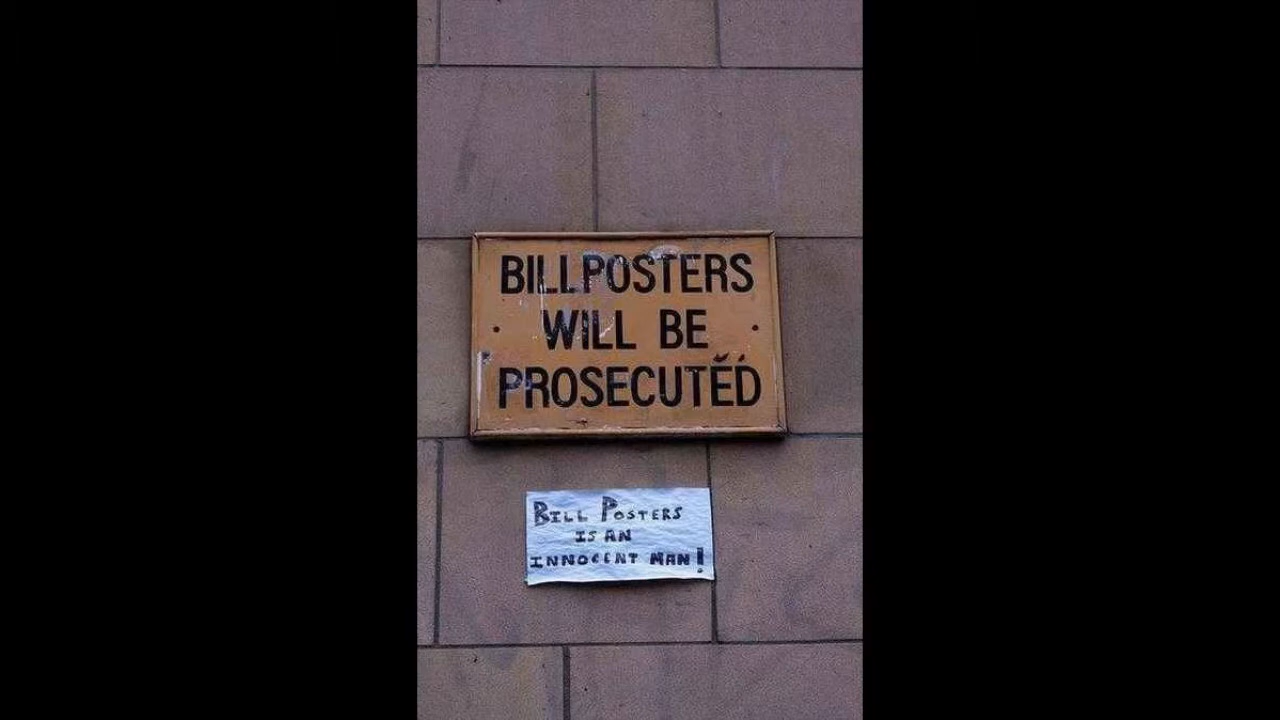 BILLPOSTERS
WILL BE
PROSECUTED
BILL POSTERS
IS AN
INNOCENT MAN!